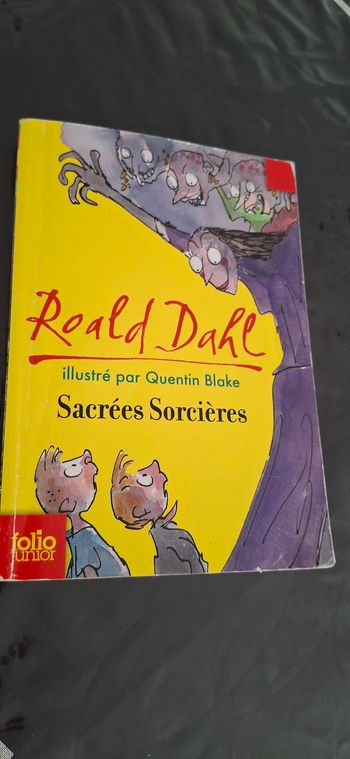 Roald Dahl
illustré par Quentin Blake
Sacrées Sorcières
folio
junior